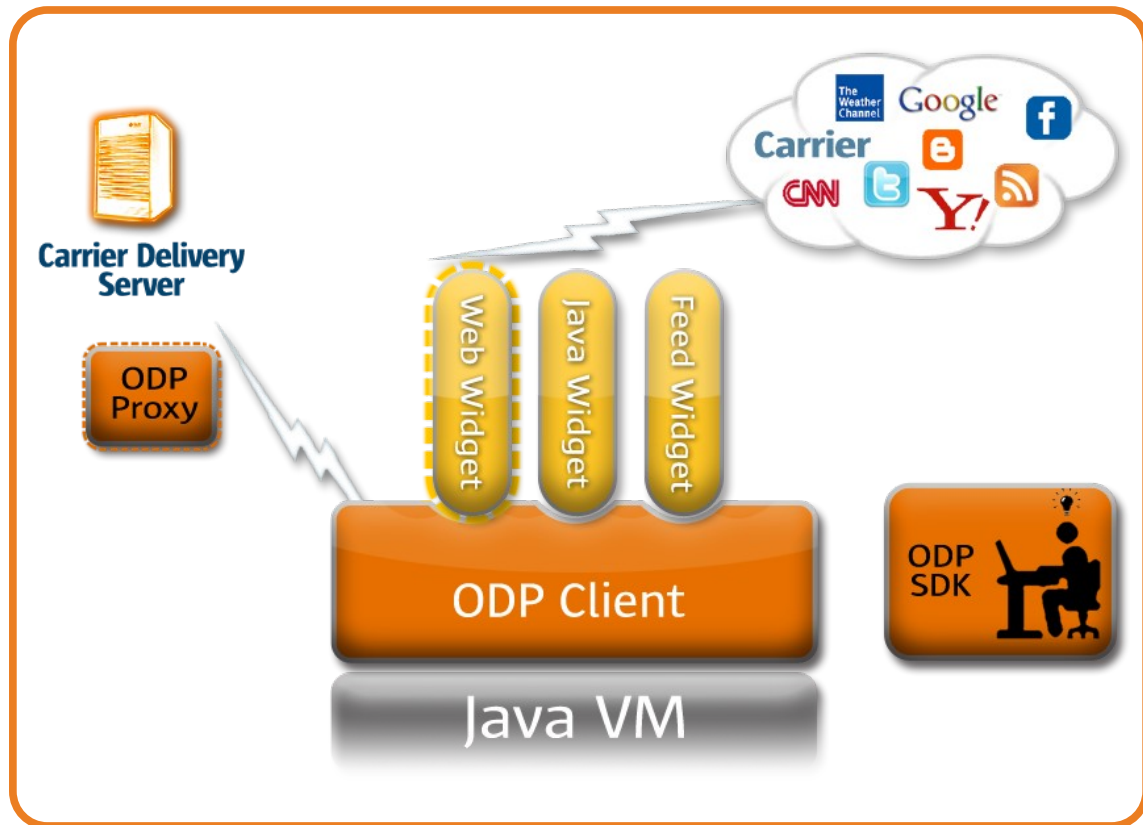 The
Weather
Channel
Google
f
Carrier
B
CNN
t
Y!
Carrier Delivery
Server
ODP
Proxy
Web Widget
Java Widget
Feed Widget
ODP Client
ODP
SDK
Java VM